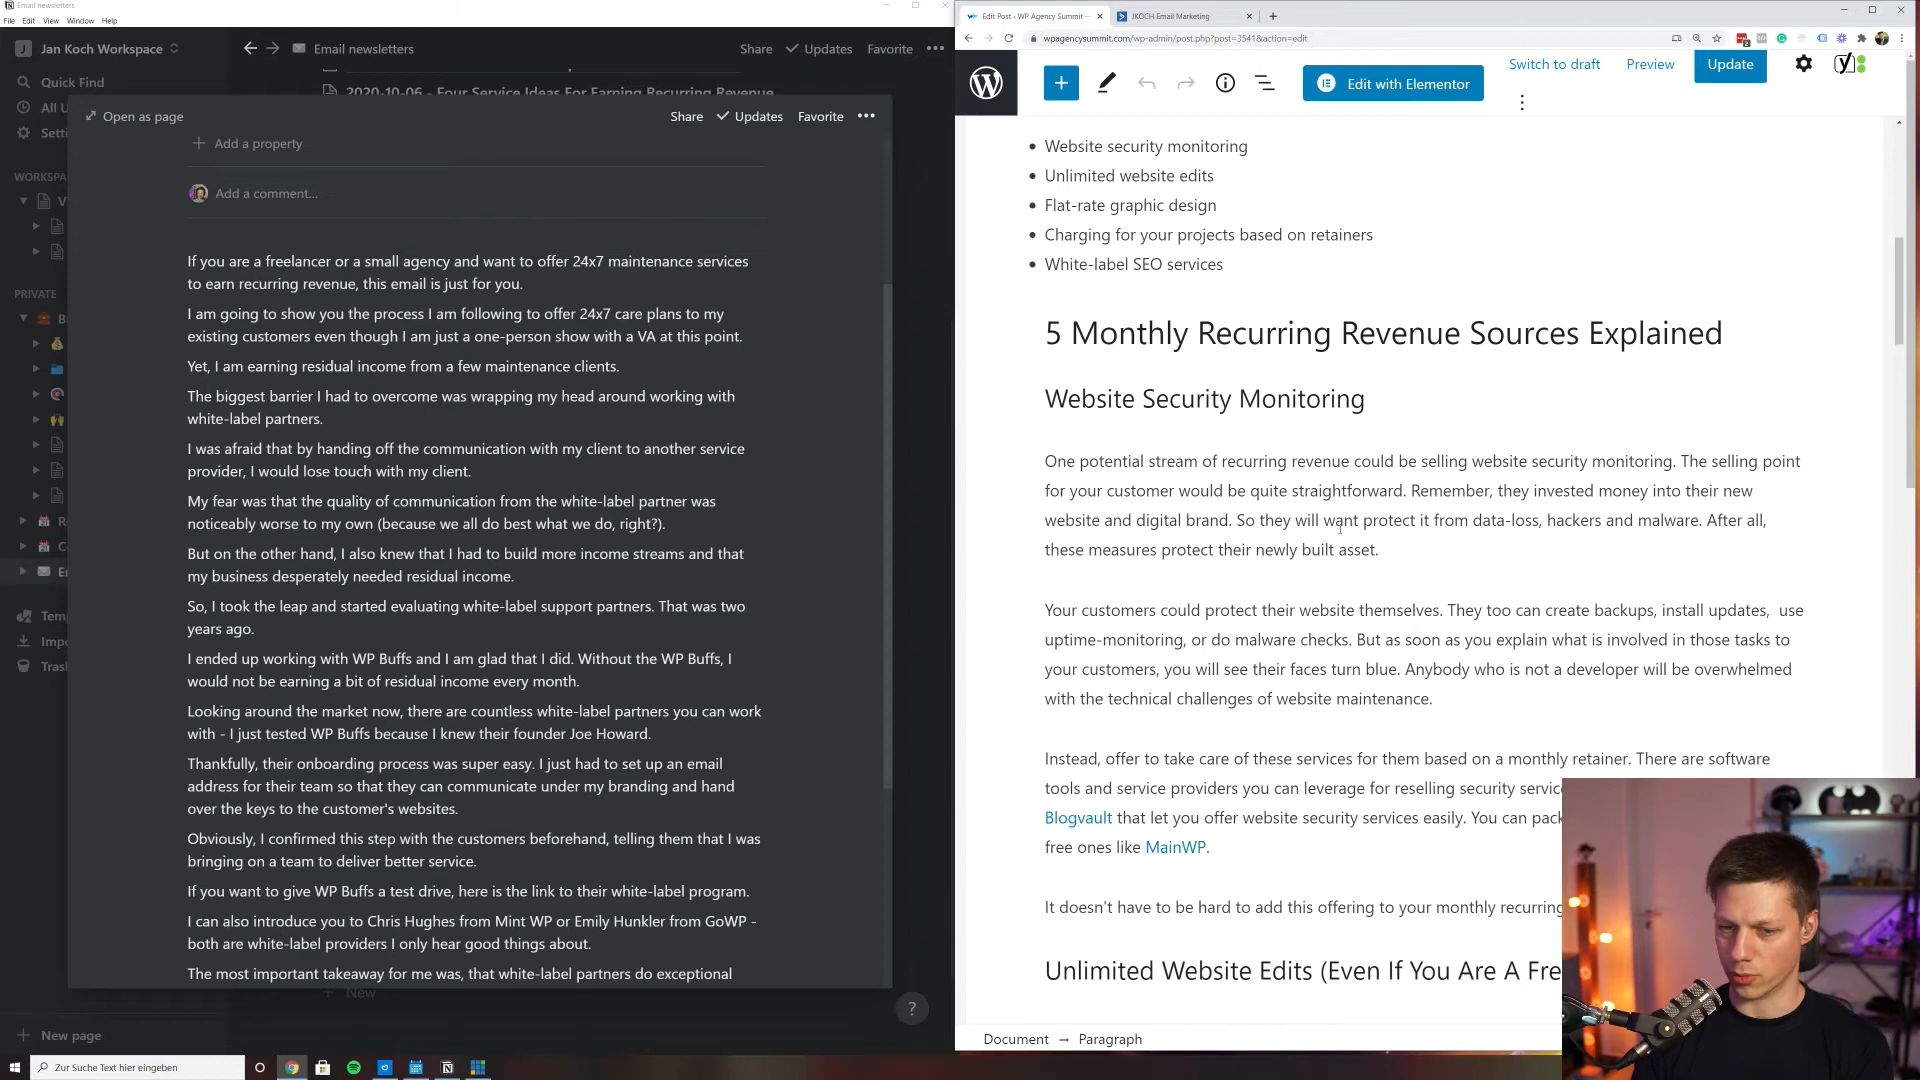 Email newsletters
File Edit View Window Help
Jan Koch Workspace
Email newsletters
Share Updates Favorite
Quick Find
All U
Setti
WORKSPA
V
PRIVATE
B
R
C
E
Temp
Impo
Tras
New page
2020-10-06 - Four Service Ideas For Earning Recurring Revenue
Open as page
Share Updates Favorite
Add a property
Add a comment...
If you are a freelancer or a small agency and want to offer 24x7 maintenance services
to earn recurring revenue, this email is just for you.
I am going to show you the process I am following to offer 24x7 care plans to my
existing customers even though I am just a one-person show with a VA at this point.
Yet, I am earning residual income from a few maintenance clients.
The biggest barrier I had to overcome was wrapping my head around working with
white-label partners.
I was afraid that by handing off the communication with my client to another service
provider, I would lose touch with my client.
My fear was that the quality of communication from the white-label partner was
noticeably worse to my own (because we all do best what we do, right?).
But on the other hand, I also knew that I had to build more income streams and that
my business desperately needed residual income.
So, I took the leap and started evaluating white-label support partners. That was two
years ago.
I ended up working with WP Buffs and I am glad that I did. Without the WP Buffs, I
would not be earning a bit of residual income every month.
Looking around the market now, there are countless white-label partners you can work
with - I just tested WP Buffs because I knew their founder Joe Howard.
Thankfully, their onboarding process was super easy. I just had to set up an email
address for their team so that they can communicate under my branding and hand
over the keys to the customer's websites.
Obviously, I confirmed this step with the customers beforehand, telling them that I was
bringing on a team to deliver better service.
If you want to give WP Buffs a test drive, here is the link to their white-label program.
I can also introduce you to Chris Hughes from Mint WP or Emily Hunkler from GoWP -
both are white-label providers I only hear good things about.
The most important takeaway for me was, that white-label partners do exceptional
New
?
Zur Suche Text hier eingeben
Edit Post ‹ WP Agency Summit —
JKOCH Email Marketing
wpagencysummit.com/wp-admin/post.php?post=3541&action=edit
Edit with Elementor
Switch to draft
Preview
Update
Website security monitoring
Unlimited website edits
Flat-rate graphic design
Charging for your projects based on retainers
White-label SEO services
5 Monthly Recurring Revenue Sources Explained
Website Security Monitoring
One potential stream of recurring revenue could be selling website security monitoring. The selling point
for your customer would be quite straightforward. Remember, they invested money into their new
website and digital brand. So they will want protect it from data-loss, hackers and malware. After all,
these measures protect their newly built asset.
Your customers could protect their website themselves. They too can create backups, install updates,  use
uptime-monitoring, or do malware checks. But as soon as you explain what is involved in those tasks to
your customers, you will see their faces turn blue. Anybody who is not a developer will be overwhelmed
with the technical challenges of website maintenance.
Instead, offer to take care of these services for them based on a monthly retainer. There are software
tools and service providers you can leverage for reselling security servic
Blogvault that let you offer website security services easily. You can pack
free ones like MainWP.
It doesn't have to be hard to add this offering to your monthly recurring
Unlimited Website Edits (Even If You Are A Fre
Document → Paragraph